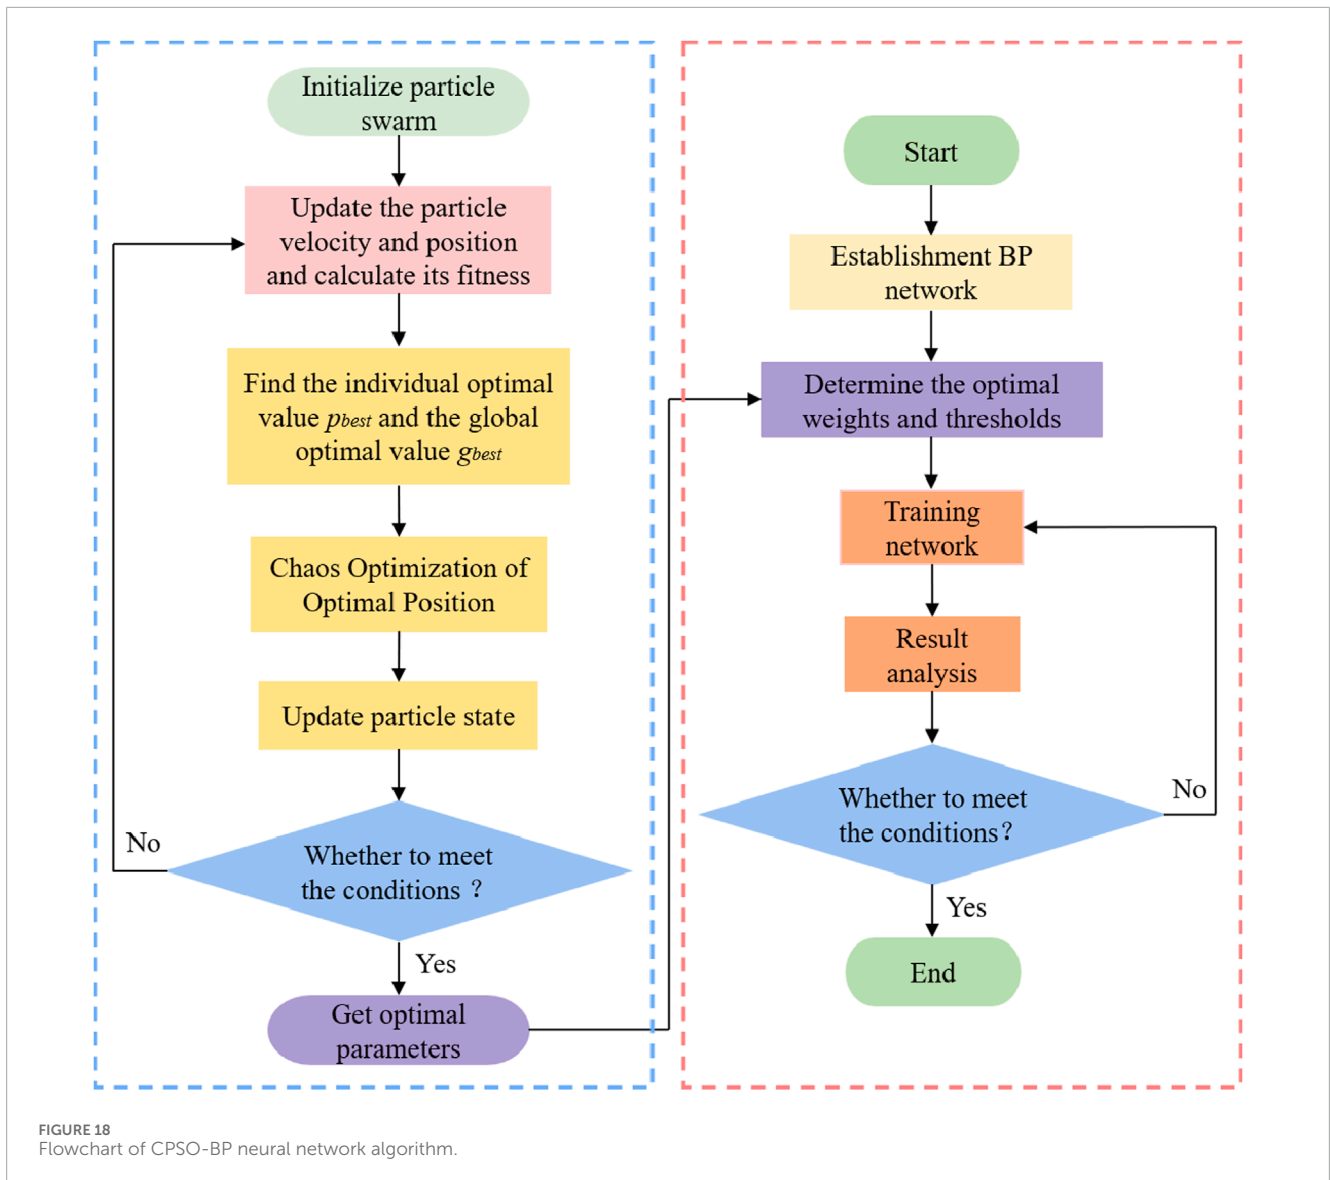 Initialize particle
swarm
Update the particle
velocity and position
and calculate its fitness
Find the individual optimal
value pbest and the global
optimal value gbest
Chaos Optimization of
Optimal Position
Update particle state
No
Whether to meet
the conditions ?
Yes
Get optimal
parameters
Start
Establishment BP
network
Determine the optimal
weights and thresholds
Training
network
Result
analysis
Whether to meet
the conditions?
No
Yes
End
FIGURE 18
Flowchart of CPSO-BP neural network algorithm.